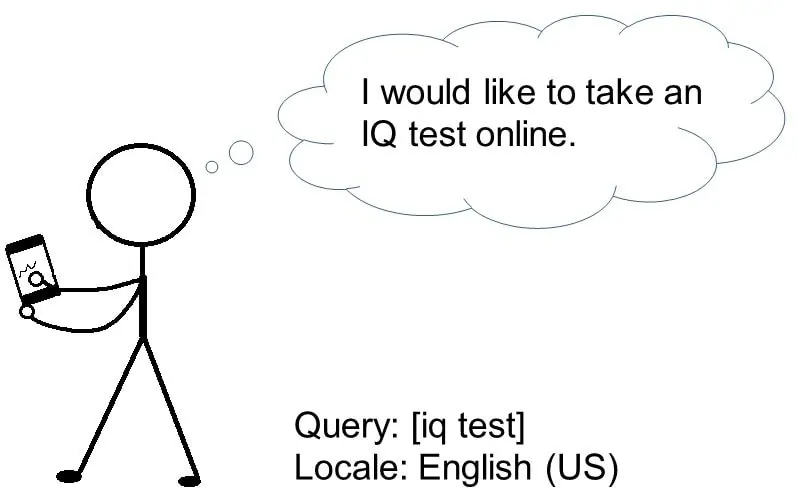 I would like to take an
IQ test online.
Query: [iq test]
Locale: English (US)